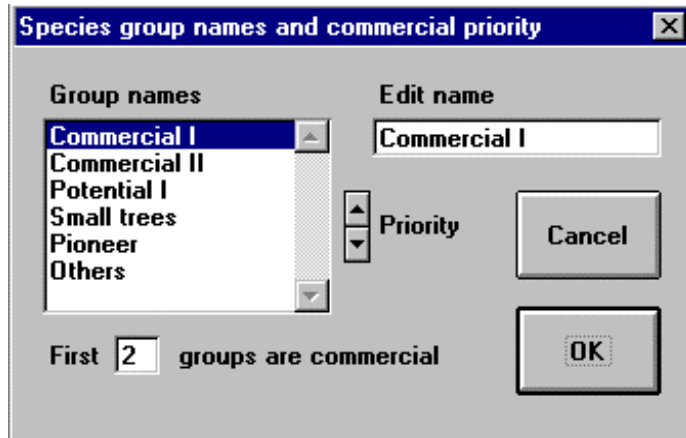 Species group names and commercial priority
Group names
Commercial I
Commercial II
Potential I
Small trees
Pioneer
Others
Edit name
Commercial I
Priority
Cancel
First 2 groups are commercial
OK